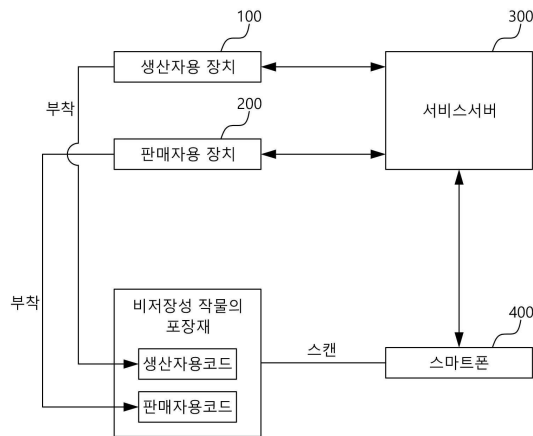 100
생산자용 장치
부착
200
판매자용 장치
300
서비스서버
부착
비저장성 작물의
포장재
생산자용코드
판매자용코드
스캔
400
스마트폰